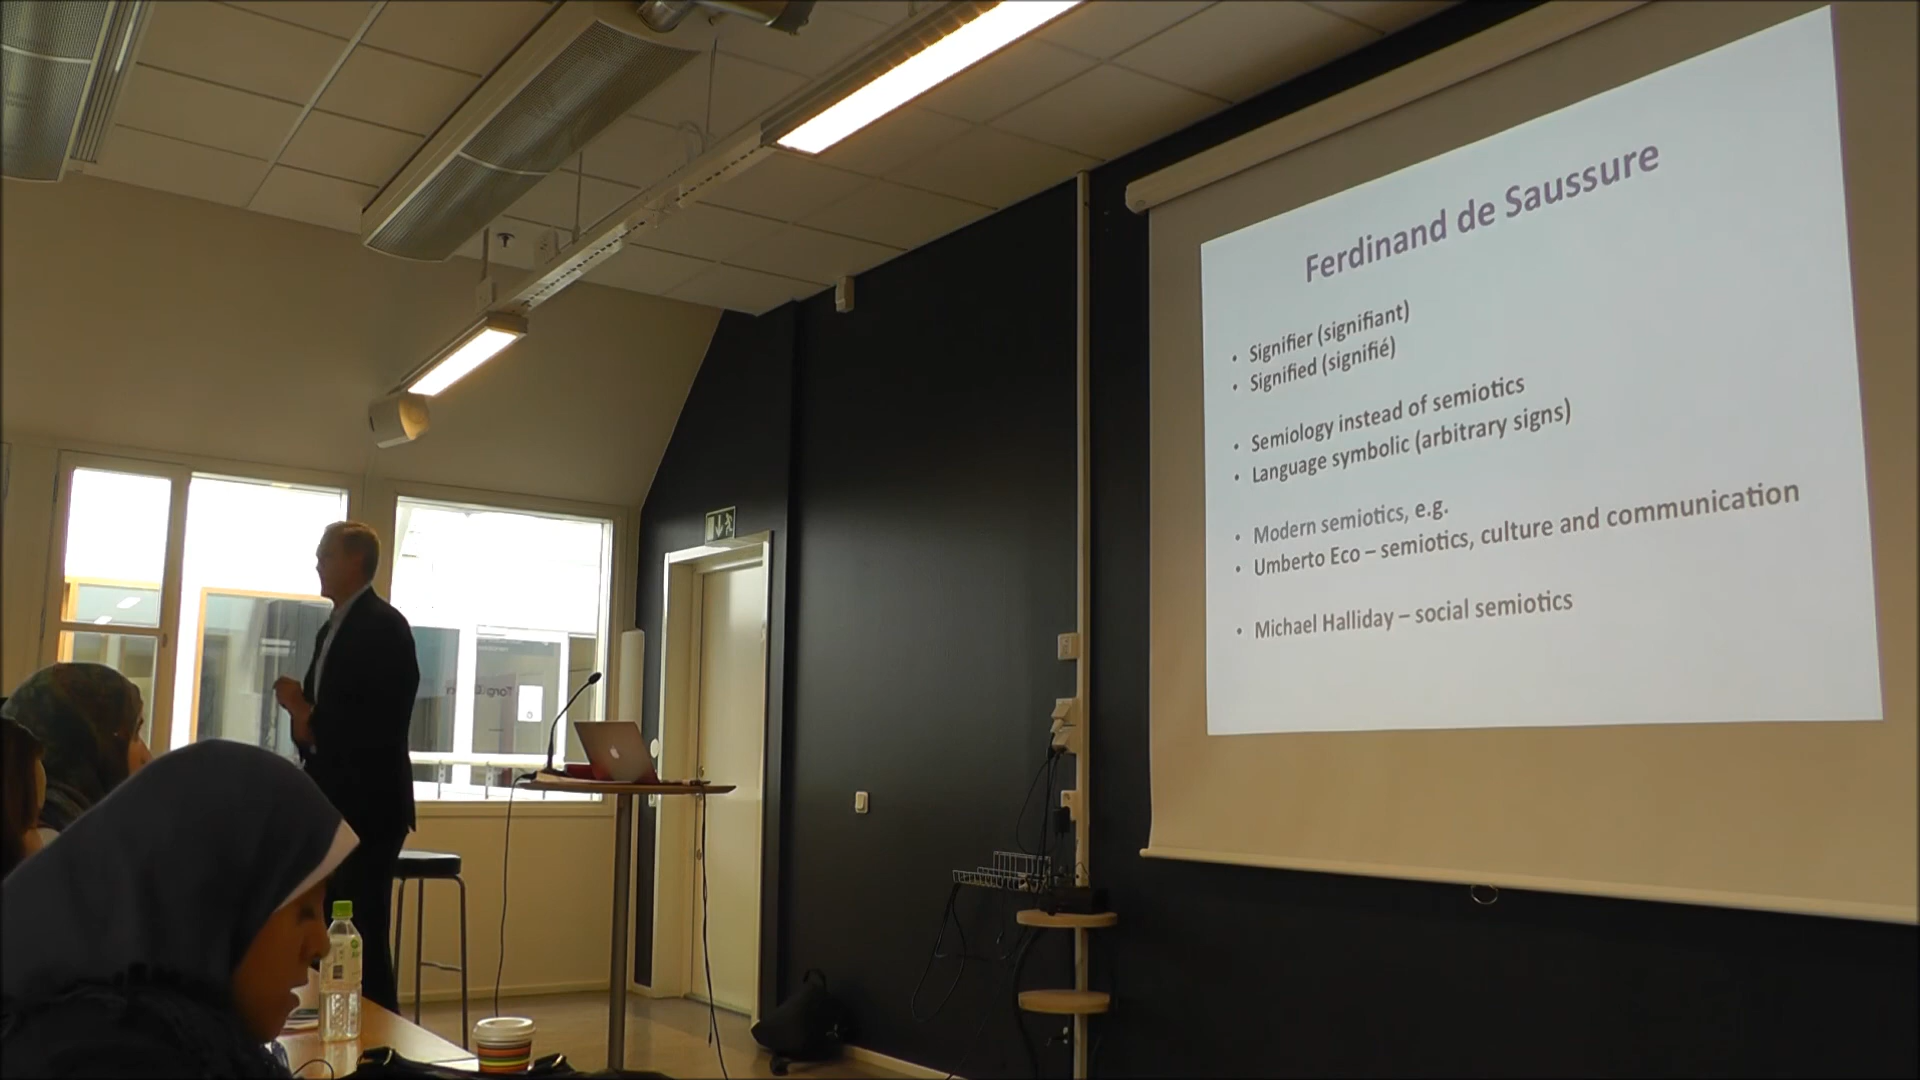 Ferdinand de Saussure
• Signifier (signifiant)
• Signified (signifié)
• Semiology instead of semiotics
• Language symbolic (arbitrary signs)
• Modern semiotics, e.g.
• Umberto Eco – semiotics, culture and communication
• Michael Halliday – social semiotics